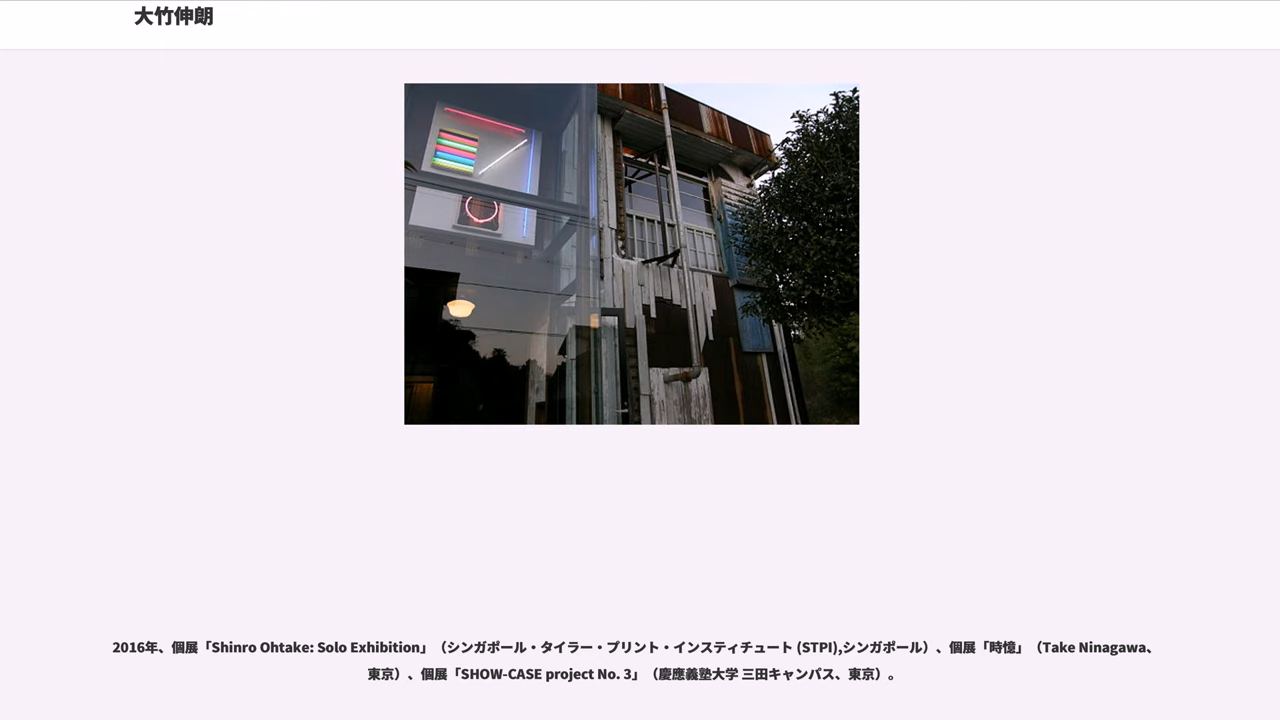 大竹伸朗
2016年、個展「Shinro Ohtake: Solo Exhibition」（シンガポール・タイラー・プリント・インスティチュート (STPI),シンガポール）、個展「時憶」（Take Ninagawa、
東京）、個展「SHOW-CASE project No. 3」（慶應義塾大学 三田キャンパス、東京）。